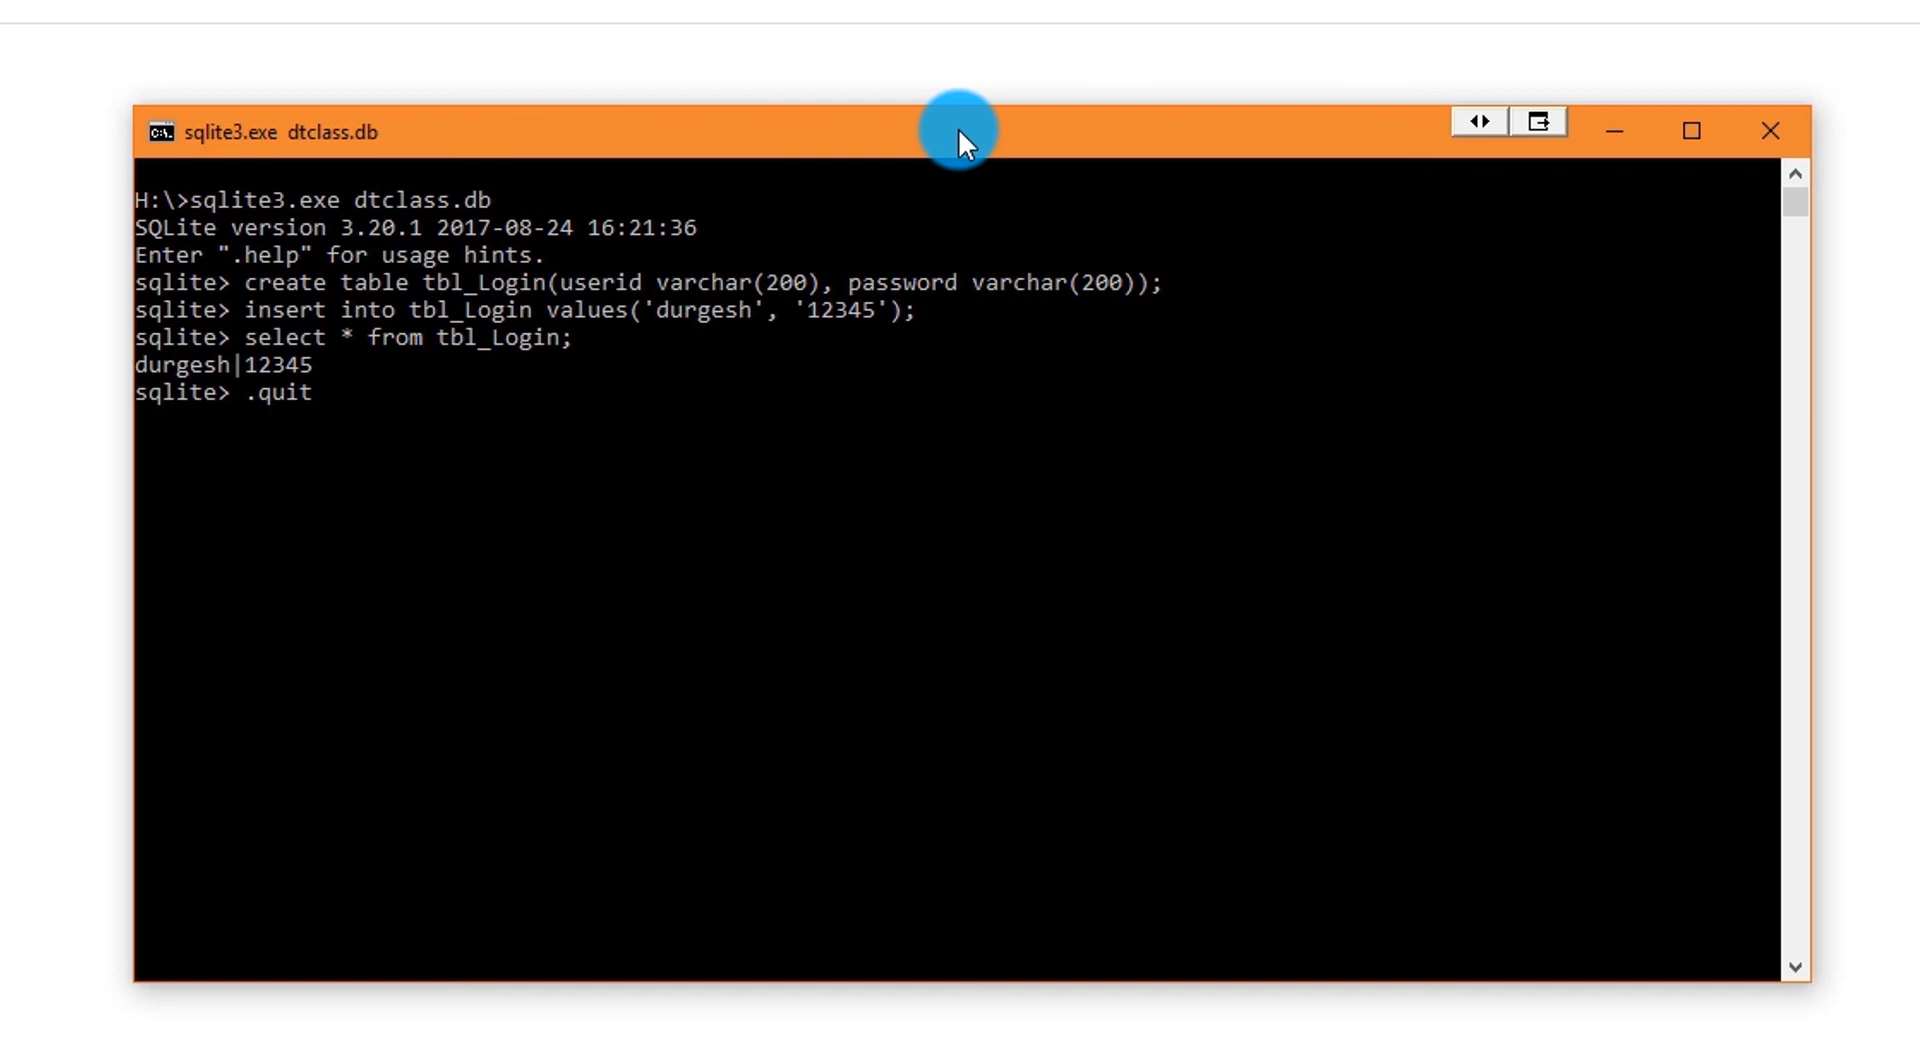 sqlite3.exe  dtclass.db
H:\>sqlite3.exe dtclass.db
SQLite version 3.20.1 2017-08-24 16:21:36
Enter ".help" for usage hints.
sqlite> create table tbl_Login(userid varchar(200), password varchar(200));
sqlite> insert into tbl_Login values('durgesh', '12345');
sqlite> select * from tbl_Login;
durgesh|12345
sqlite> .quit